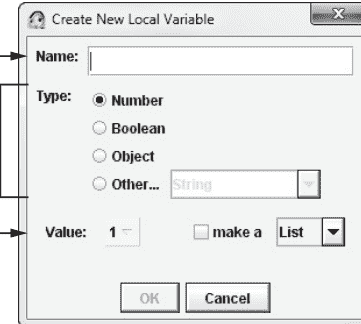 Create New Local Variable
Name:
Type: Number
Boolean
Object
Other... String
Value: 1 make a List
OK Cancel